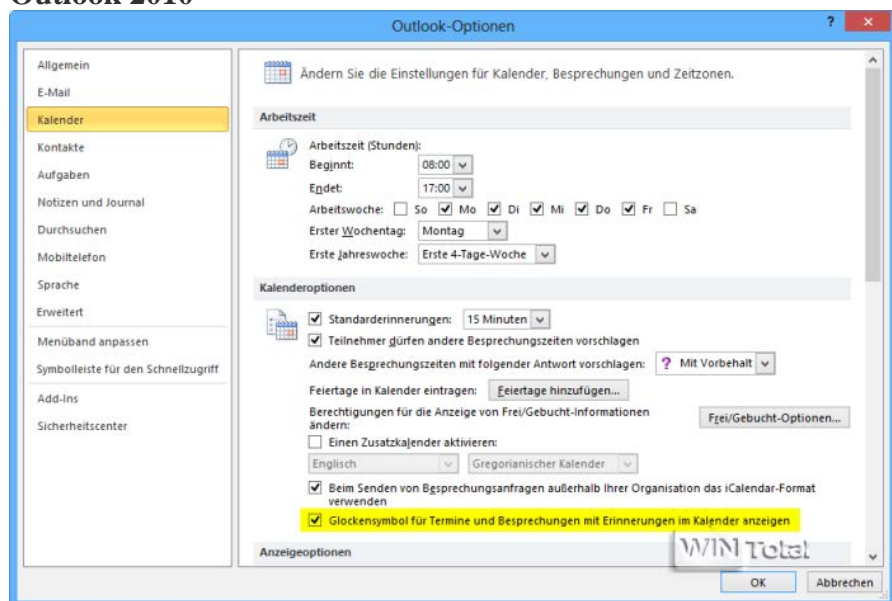 Outlook 2010
Outlook-Optionen
?
Allgemein
E-Mail
Kalender
Kontakte
Aufgaben
Notizen und Journal
Durchsuchen
Mobiltelefon
Sprache
Erweitert
Menüband anpassen
Symbolleiste für den Schnellzugriff
Add-Ins
Sicherheitscenter
Ändern Sie die Einstellungen für Kalender, Besprechungen und Zeitzonen.
Arbeitszeit
Arbeitszeit (Stunden):
Beginnt: 08:00
Endet: 17:00
Arbeitswoche: So Mo Di Mi Do Fr Sa
Erster Wochentag: Montag
Erste Jahreswoche: Erste 4-Tage-Woche
Kalenderoptionen
Standarderinnerungen: 15 Minuten
Teilnehmer dürfen andere Besprechungszeiten vorschlagen
Andere Besprechungszeiten mit folgender Antwort vorschlagen: ? Mit Vorbehalt
Feiertage in Kalender eintragen: Feiertage hinzufügen...
Berechtigungen für die Anzeige von Frei/Gebucht-Informationen
ändern: Frei/Gebucht-Optionen...
Einen Zusatzkalender aktivieren:
Englisch Gregorianischer Kalender
Beim Senden von Besprechungsanfragen außerhalb Ihrer Organisation das iCalendar-Format
verwenden
Glockensymbol für Termine und Besprechungen mit Erinnerungen im Kalender anzeigen
Anzeigeoptionen
WIN Total
OK Abbrechen